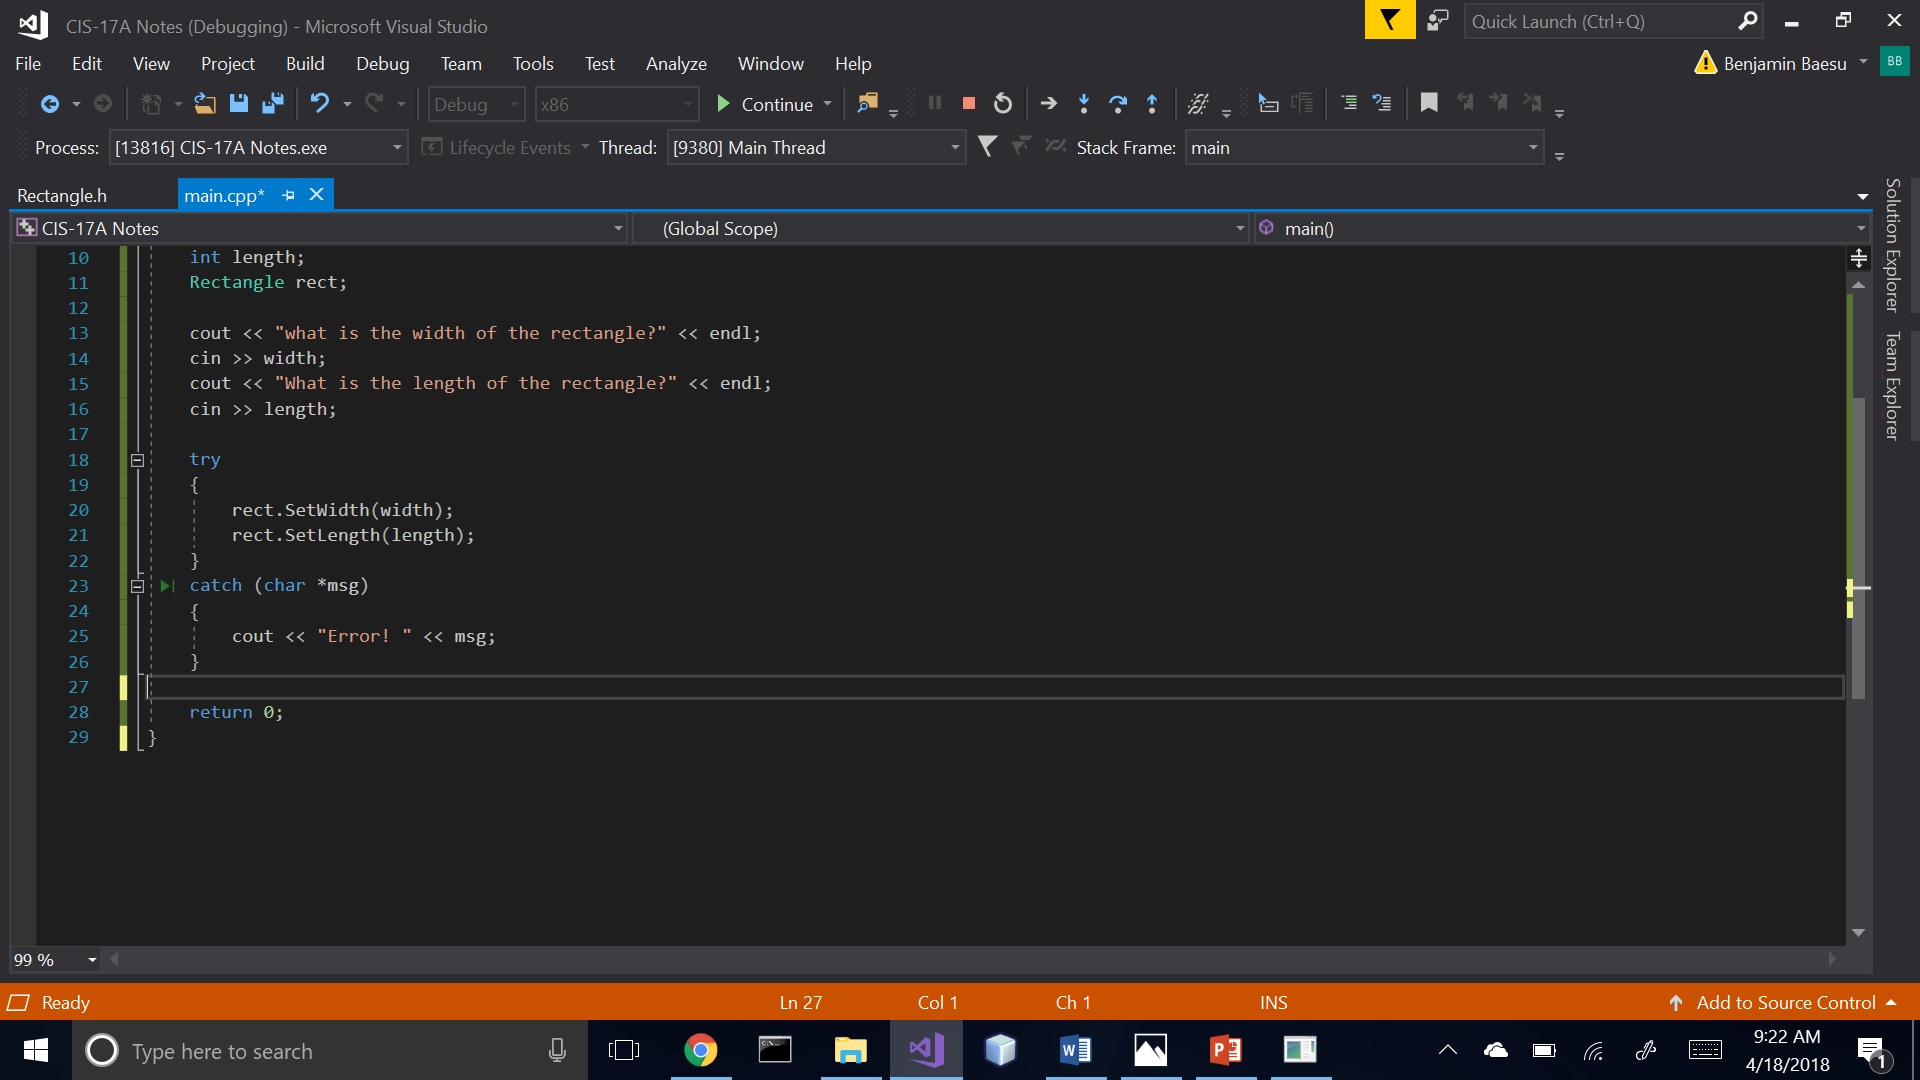 CIS-17A Notes (Debugging) - Microsoft Visual Studio
Quick Launch (Ctrl+Q)
File Edit View Project Build Debug Team Tools Test Analyze Window Help
Benjamin Baesu BB
Debug x86 Continue
Process: [13816] CIS-17A Notes.exe Lifecycle Events Thread: [9380] Main Thread Stack Frame: main
Rectangle.h main.cpp*
CIS-17A Notes (Global Scope) main()
Solution Explorer
Team Explorer
10 int length;
11 Rectangle rect;
12
13 cout << "what is the width of the rectangle?" << endl;
14 cin >> width;
15 cout << "What is the length of the rectangle?" << endl;
16 cin >> length;
17
18 try
19 {
20 rect.SetWidth(width);
21 rect.SetLength(length);
22 }
23 catch (char *msg)
24 {
25 cout << "Error! " << msg;
26 }
27
28 return 0;
29 }
99 %
Ready Ln 27 Col 1 Ch 1 INS Add to Source Control
Type here to search
9:22 AM
4/18/2018
1